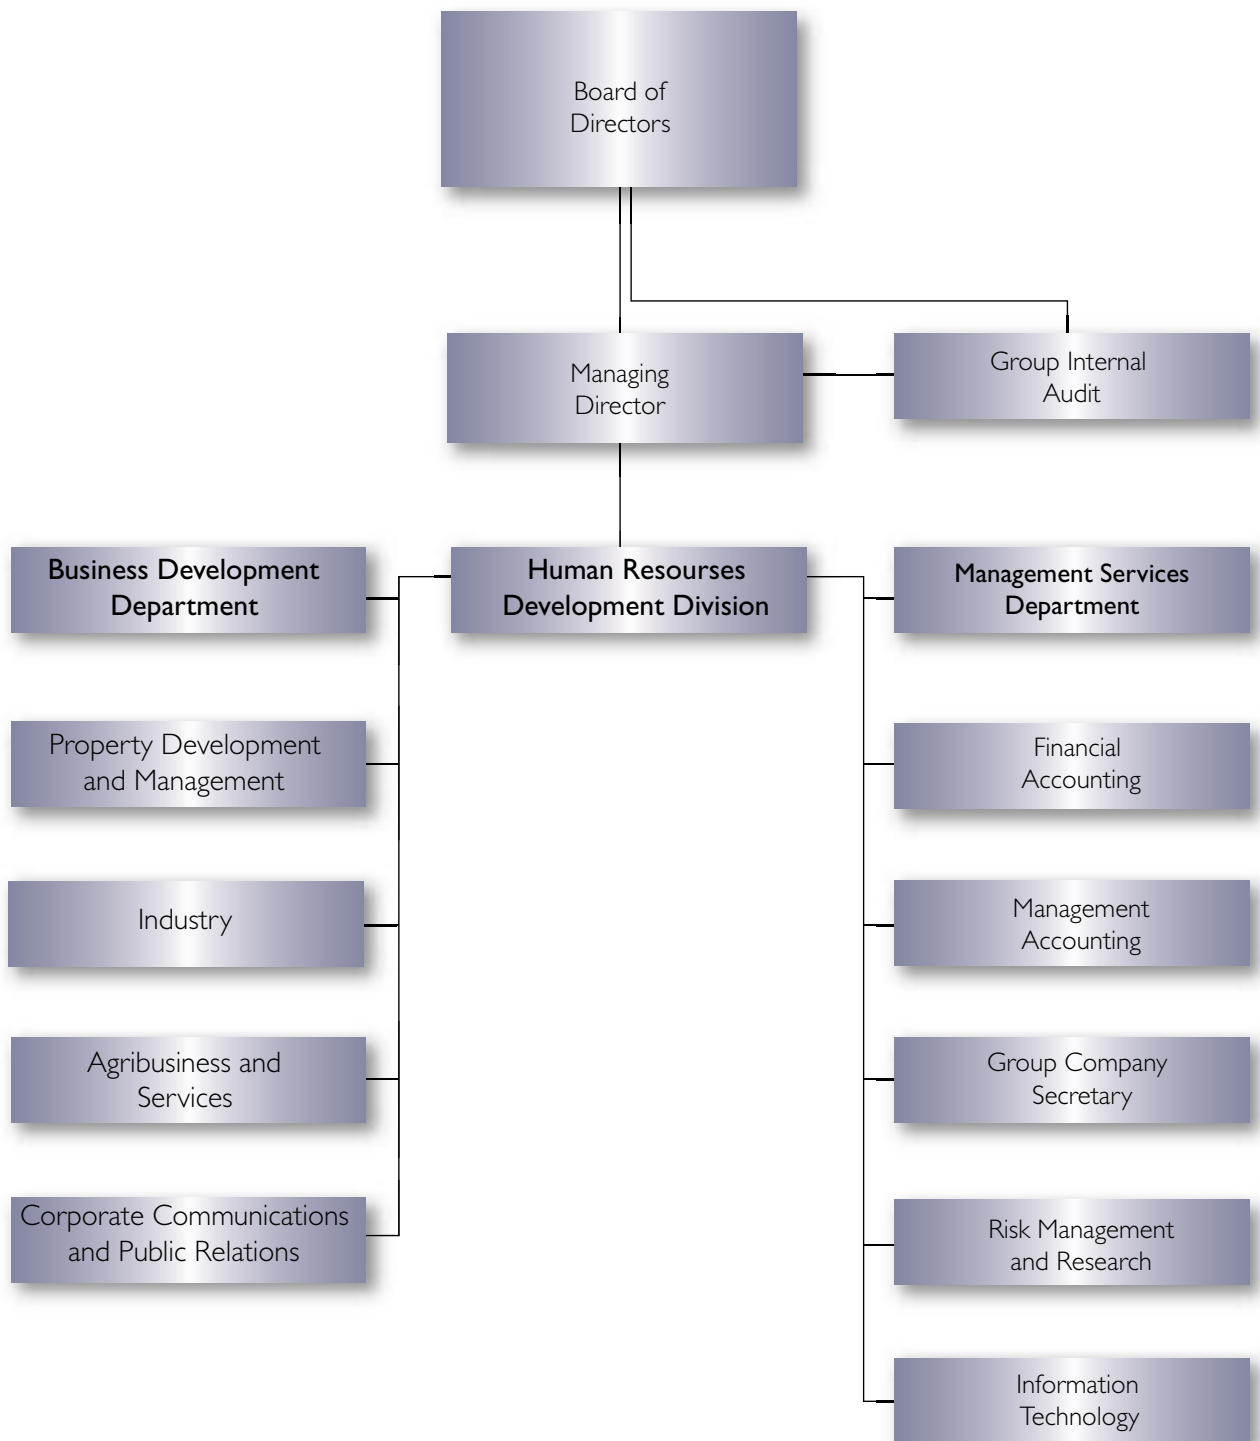 Board of
Directors
Managing
Director
Group Internal
Audit
Business Development
Department
Human Resourses
Development Division
Management Services
Department
Property Development
and Management
Financial
Accounting
Industry
Management
Accounting
Agribusiness and
Services
Group Company
Secretary
Corporate Communications
and Public Relations
Risk Management
and Research
Information
Technology